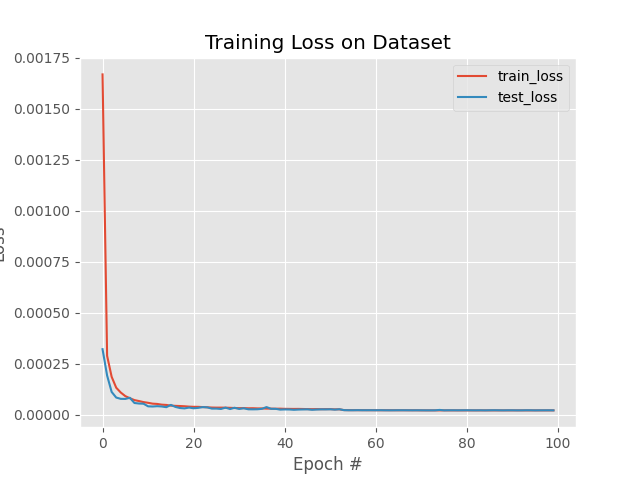 Training Loss on Dataset
0.00175
0.00150
0.00125
0.00100
0.00075
0.00050
0.00025
0.00000
Loss
train_loss
test_loss
0 20 40 60 80 100
Epoch #